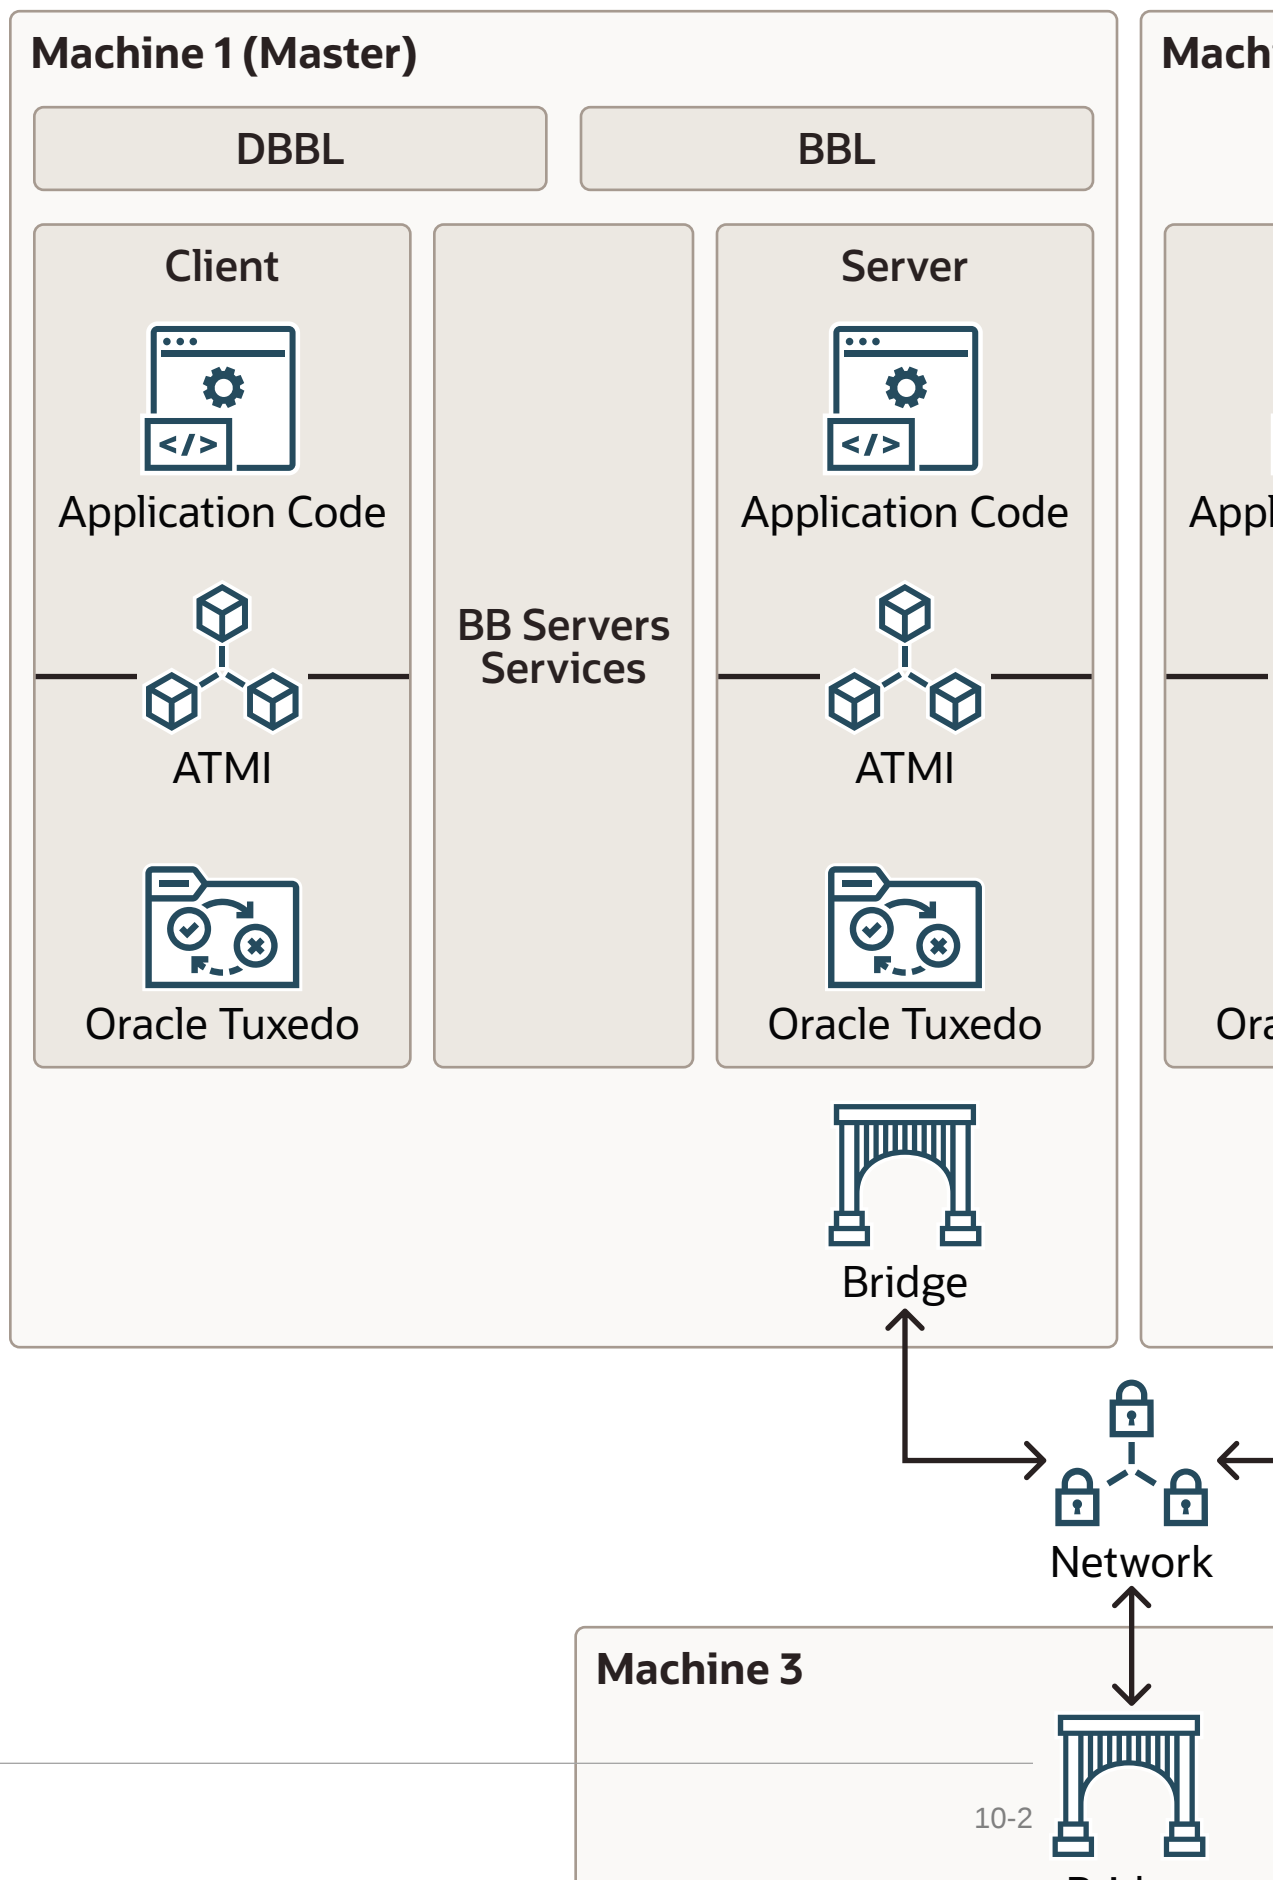 Machine 1 (Master)
DBBL
BBL
Client
Application Code
ATMI
Oracle Tuxedo
BB Servers
Services
Server
Application Code
</>
</>
ATMI
Oracle Tuxedo
Bridge
Network
Machine 3
10-2